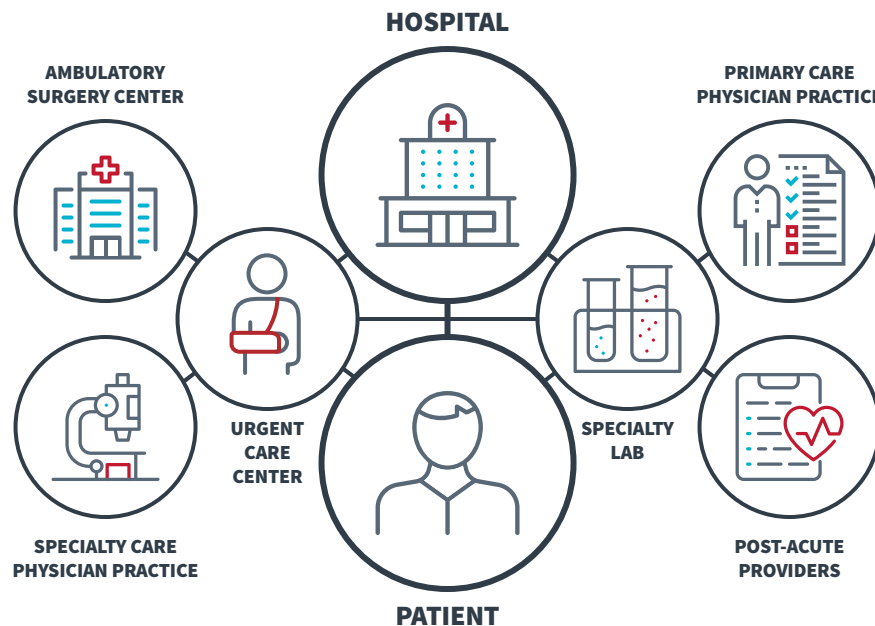 HOSPITAL
AMBULATORY
SURGERY CENTER
PRIMARY CARE
PHYSICIAN PRACTICE
URGENT
CARE
CENTER
SPECIALTY
LAB
SPECIALTY CARE
PHYSICIAN PRACTICE
POST-ACUTE
PROVIDERS
PATIENT